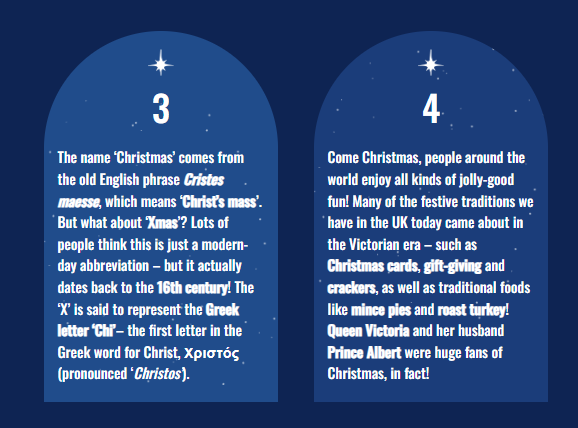 3
The name ‘Christmas’ comes from
the old English phrase Cristes
maesse, which means ‘Christ’s mass’.
But what about ‘Xmas’? Lots of
people think this is just a modern-
day abbreviation – but it actually
dates back to the 16th century! The
‘X’ is said to represent the Greek
letter ‘Chi’ – the first letter in the
Greek word for Christ, Χριστός
(pronounced ‘Christos’).
4
Come Christmas, people around the
world enjoy all kinds of jolly-good
fun! Many of the festive traditions we
have in the UK today came about in
the Victorian era – such as
Christmas cards, gift-giving and
crackers, as well as traditional foods
like mince pies and roast turkey!
Queen Victoria and her husband
Prince Albert were huge fans of
Christmas, in fact!